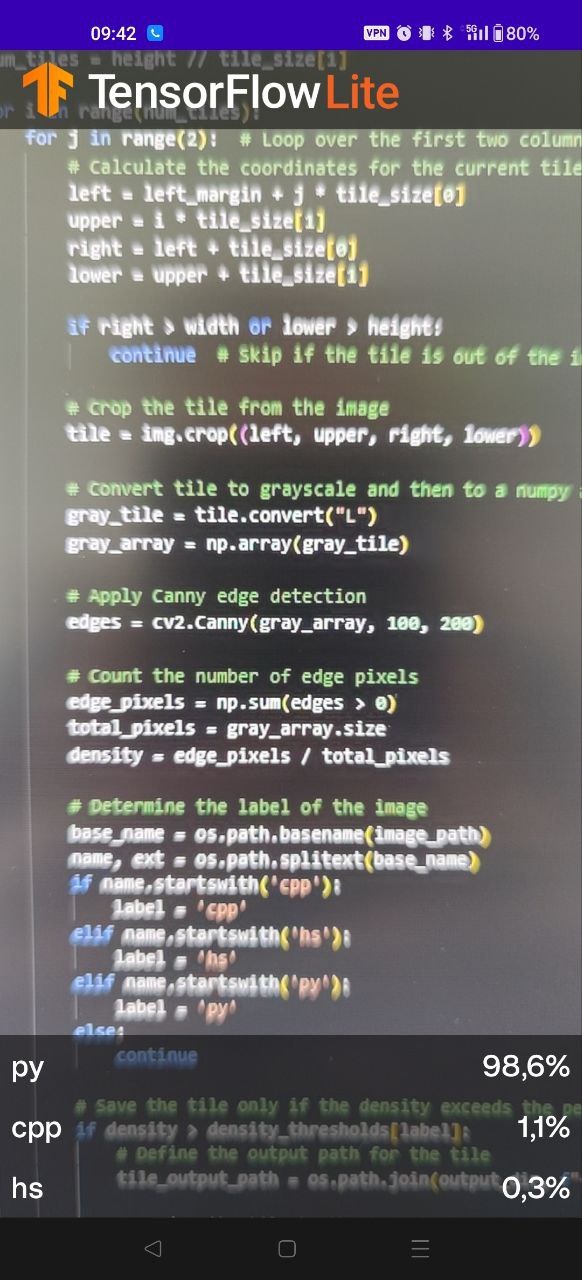 09:42 VPN 5G 80%
um_tiles = height // tile_size[1]
TensorFlow Lite
or i in range(num_tiles):
for j in range(2): # Loop over the first two column
# Calculate the coordinates for the current tile
left = left_margin + j * tile_size[0]
upper = i * tile_size[1]
right = left + tile_size[0]
lower = upper + tile_size[1]
if right > width or lower > height:
continue # Skip if the tile is out of the i
# Crop the tile from the image
tile = img.crop((left, upper, right, lower))
# Convert tile to grayscale and then to a numpy a
gray_tile = tile.convert("L")
gray_array = np.array(gray_tile)
# Apply Canny edge detection
edges = cv2.Canny(gray_array, 100, 200)
# Count the number of edge pixels
edge_pixels = np.sum(edges > 0)
total_pixels = gray_array.size
density = edge_pixels / total_pixels
# Determine the label of the image
base_name = os.path.basename(image_path)
name, ext = os.path.splitext(base_name)
if name.startswith('cpp'):
label = 'cpp'
elif name.startswith('hs'):
label = 'hs'
elif name.startswith('py'):
label = 'py'
else:
continue
py 98,6%
# Save the tile only if the density exceeds the pa
cpp 1,1%
if density > density_thresholds[label]:
# Define the output path for the tile
tile_output_path = os.path.join(output_dir, f"
hs 0,3%